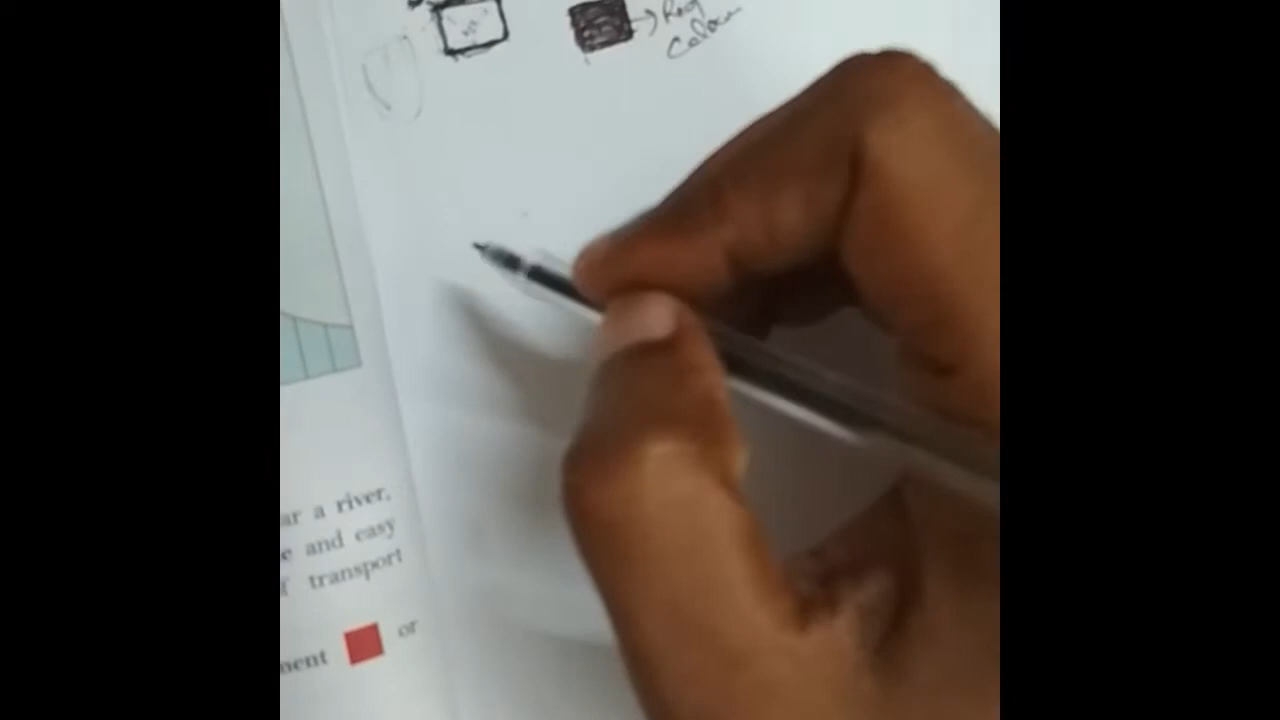 Red
Colour
ar a river,
e and easy
f transport
ment or